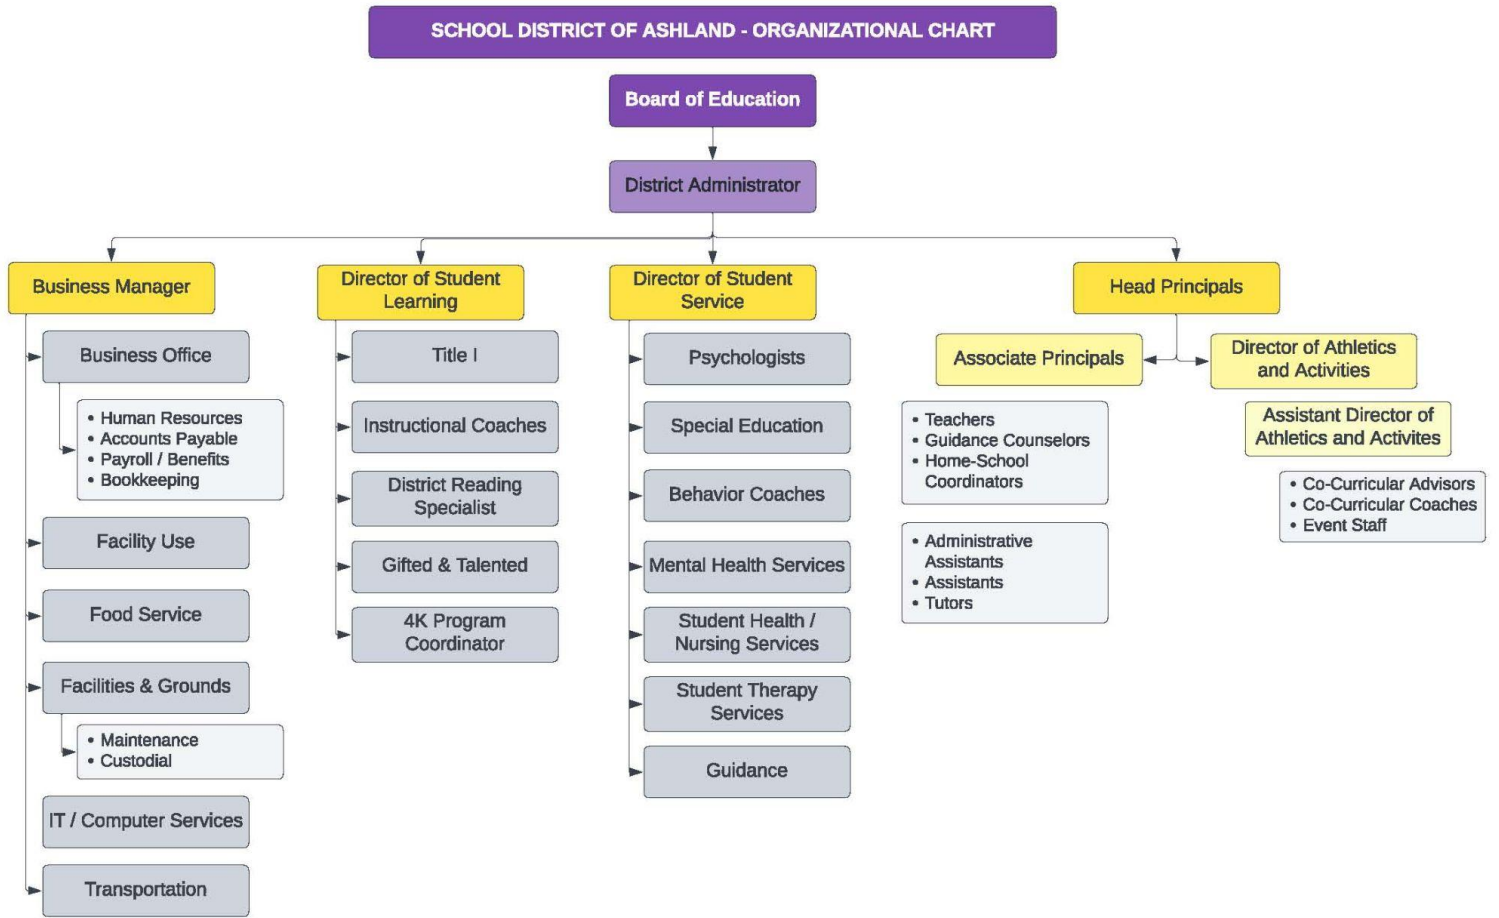 SCHOOL DISTRICT OF ASHLAND - ORGANIZATIONAL CHART
Board of Education
District Administrator
Business Manager
Business Office
• Human Resources
• Accounts Payable
• Payroll / Benefits
• Bookkeeping
Facility Use
Food Service
Facilities & Grounds
• Maintenance
• Custodial
IT / Computer Services
Transportation
Director of Student
Learning
Title I
Instructional Coaches
District Reading
Specialist
Gifted & Talented
4K Program
Coordinator
Director of Student
Service
Psychologists
Special Education
Behavior Coaches
Mental Health Services
Student Health /
Nursing Services
Student Therapy
Services
Guidance
Head Principals
Associate Principals
• Teachers
• Guidance Counselors
• Home-School
Coordinators
• Administrative
Assistants
• Assistants
• Tutors
Director of Athletics
and Activities
Assistant Director of
Athletics and Activites
• Co-Curricular Advisors
• Co-Curricular Coaches
• Event Staff